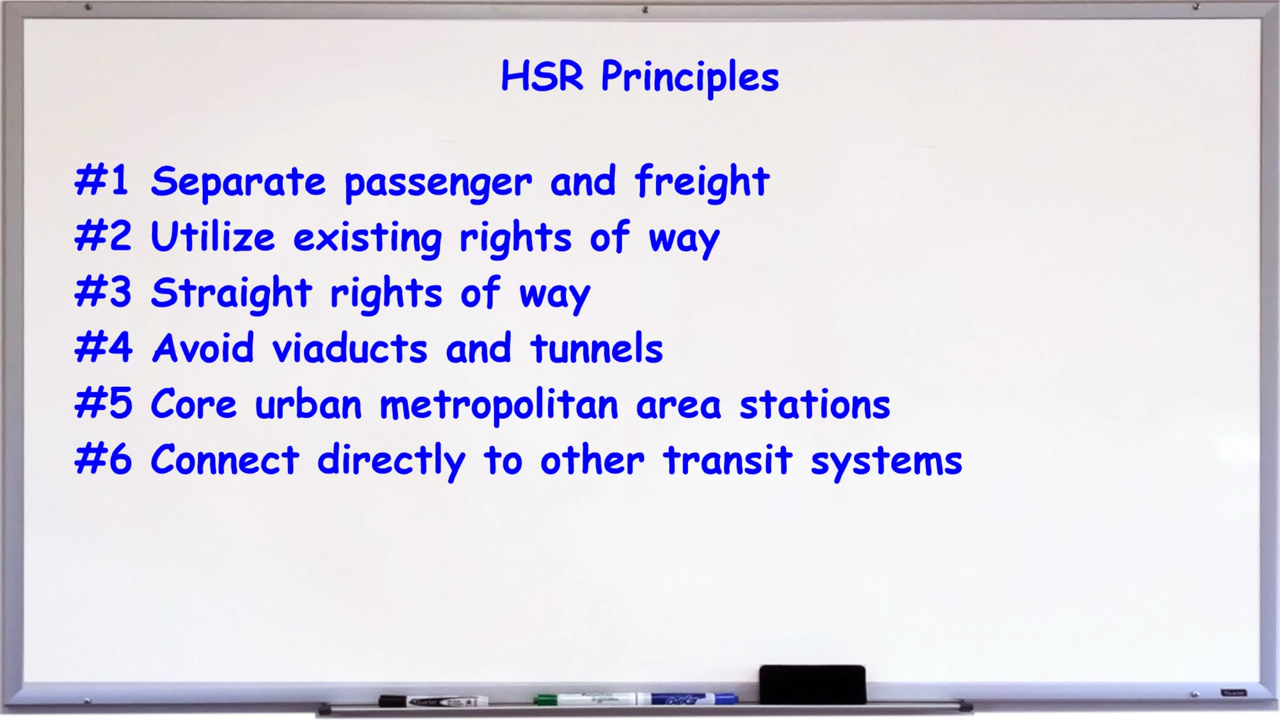 HSR Principles
#1 Separate passenger and freight
#2 Utilize existing rights of way
#3 Straight rights of way
#4 Avoid viaducts and tunnels
#5 Core urban metropolitan area stations
#6 Connect directly to other transit systems